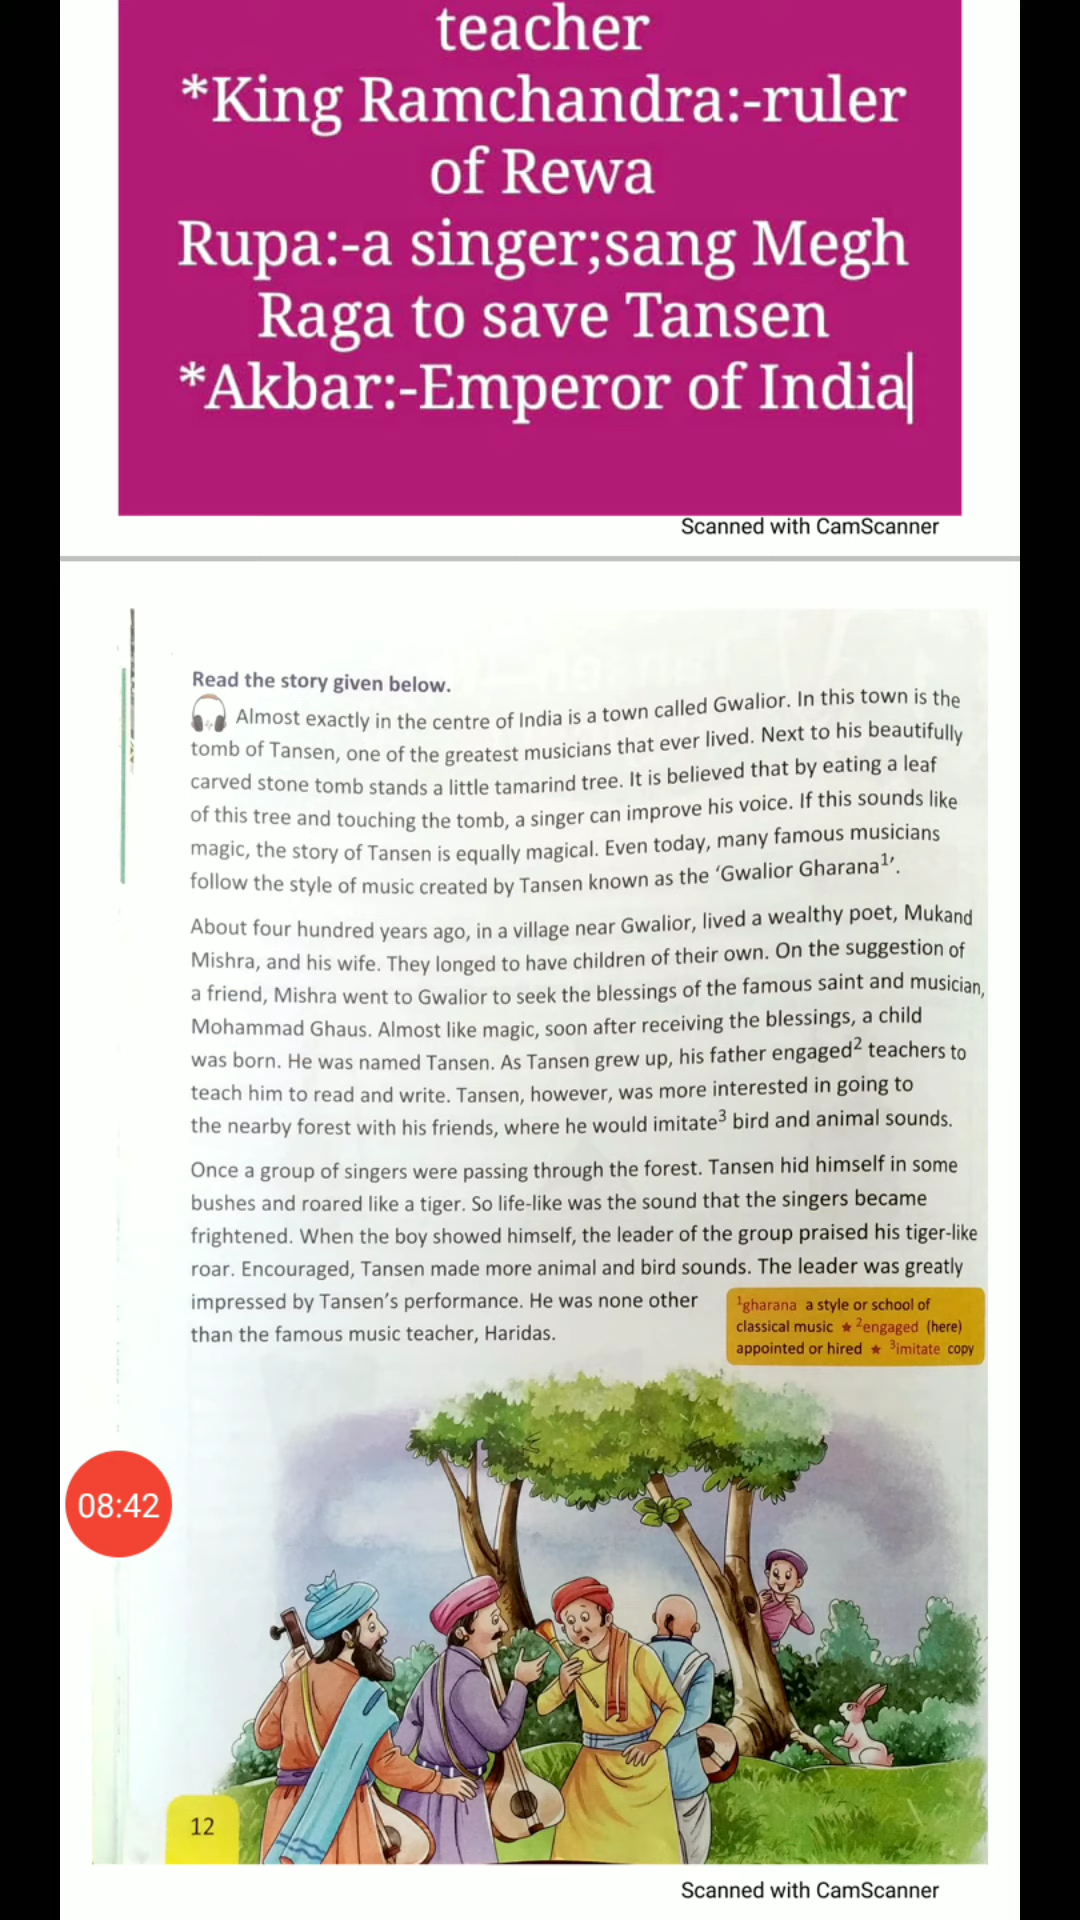 teacher
*King Ramchandra:-ruler
of Rewa
Rupa:-a singer;sang Megh
Raga to save Tansen
*Akbar:-Emperor of India
Scanned with CamScanner
Read the story given below.
Almost exactly in the centre of India is a town called Gwalior. In this town is the
tomb of Tansen, one of the greatest musicians that ever lived. Next to his beautifully
carved stone tomb stands a little tamarind tree. It is believed that by eating a leaf
of this tree and touching the tomb, a singer can improve his voice. If this sounds like
magic, the story of Tansen is equally magical. Even today, many famous musicians
follow the style of music created by Tansen known as the ‘Gwalior Gharana¹’.
About four hundred years ago, in a village near Gwalior, lived a wealthy poet, Mukand
Mishra, and his wife. They longed to have children of their own. On the suggestion of
a friend, Mishra went to Gwalior to seek the blessings of the famous saint and musician,
Mohammad Ghaus. Almost like magic, soon after receiving the blessings, a child
was born. He was named Tansen. As Tansen grew up, his father engaged² teachers to
teach him to read and write. Tansen, however, was more interested in going to
the nearby forest with his friends, where he would imitate³ bird and animal sounds.
Once a group of singers were passing through the forest. Tansen hid himself in some
bushes and roared like a tiger. So life-like was the sound that the singers became
frightened. When the boy showed himself, the leader of the group praised his tiger-like
roar. Encouraged, Tansen made more animal and bird sounds. The leader was greatly
impressed by Tansen’s performance. He was none other
than the famous music teacher, Haridas.
¹gharana a style or school of
classical music ★ ²engaged (here)
appointed or hired ★ ³imitate copy
08:42
12
Scanned with CamScanner